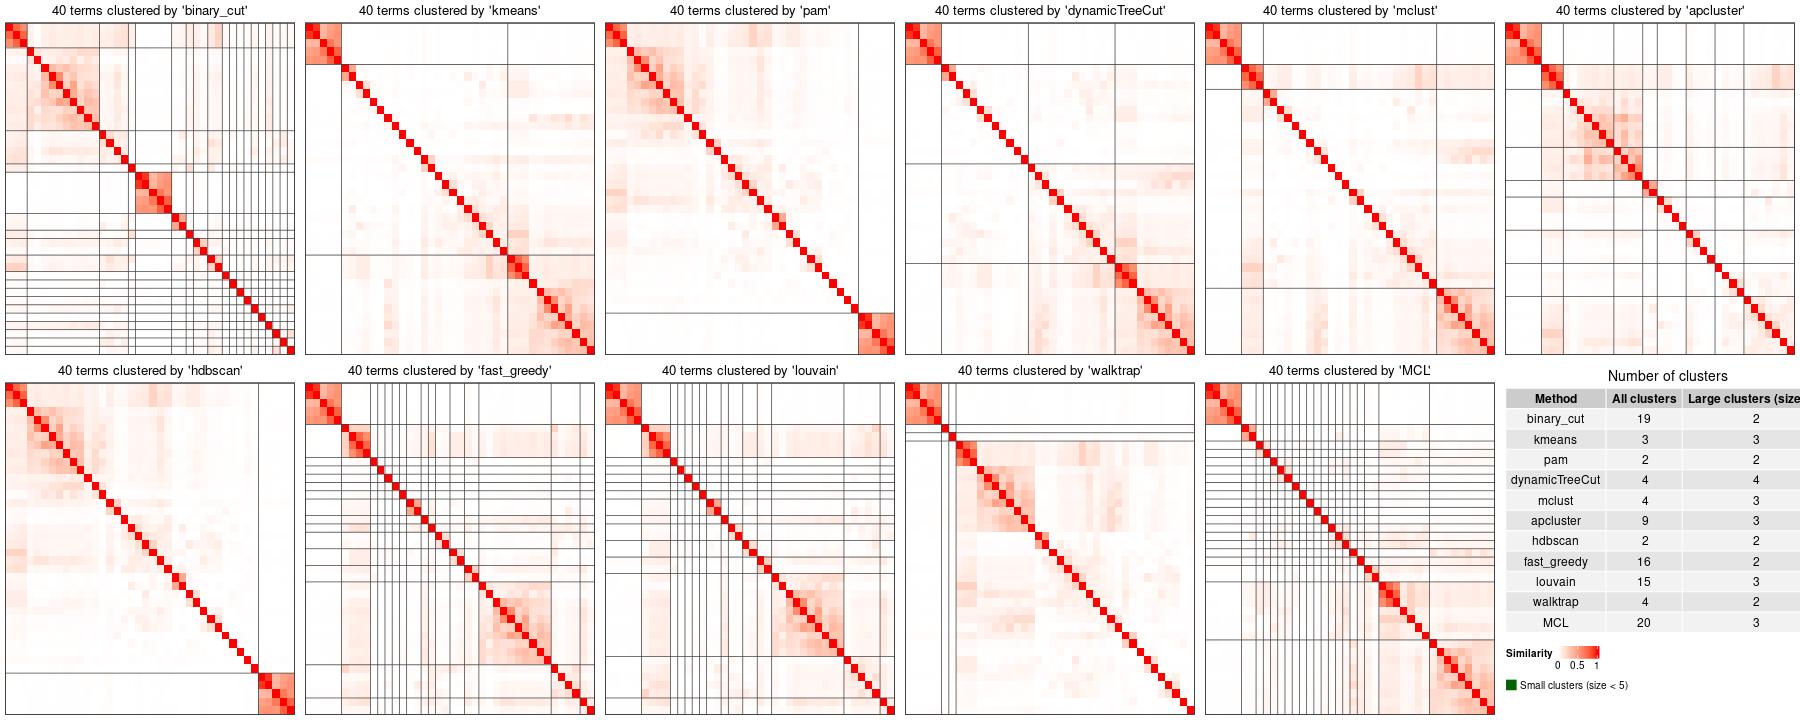 40 terms clustered by 'binary_cut'
40 terms clustered by 'kmeans'
40 terms clustered by 'pam'
40 terms clustered by 'dynamicTreeCut'
40 terms clustered by 'mclust'
40 terms clustered by 'apcluster'
40 terms clustered by 'hdbscan'
40 terms clustered by 'fast_greedy'
40 terms clustered by 'louvain'
40 terms clustered by 'walktrap'
40 terms clustered by 'MCL'
Number of clusters
Method All clusters Large clusters (size
binary_cut 19 2
kmeans 3 3
pam 2 2
dynamicTreeCut 4 4
mclust 4 3
apcluster 9 3
hdbscan 2 2
fast_greedy 16 2
louvain 15 3
walktrap 4 2
MCL 20 3
Similarity
0 0.5 1
Small clusters (size < 5)